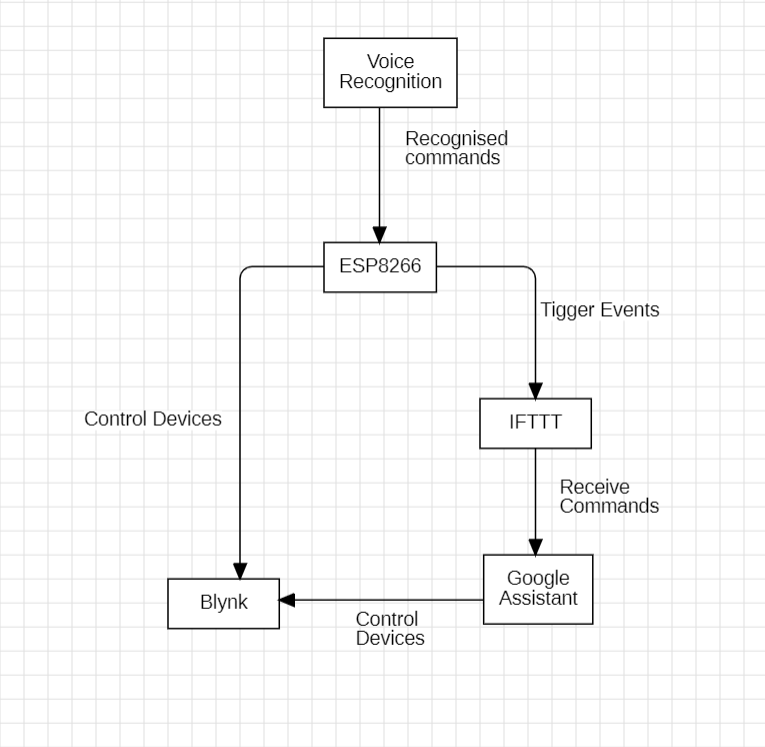 Voice
Recognition
Recognised
commands
ESP8266
Tigger Events
Control Devices
IFTTT
Receive
Commands
Google
Assistant
Blynk
Control
Devices